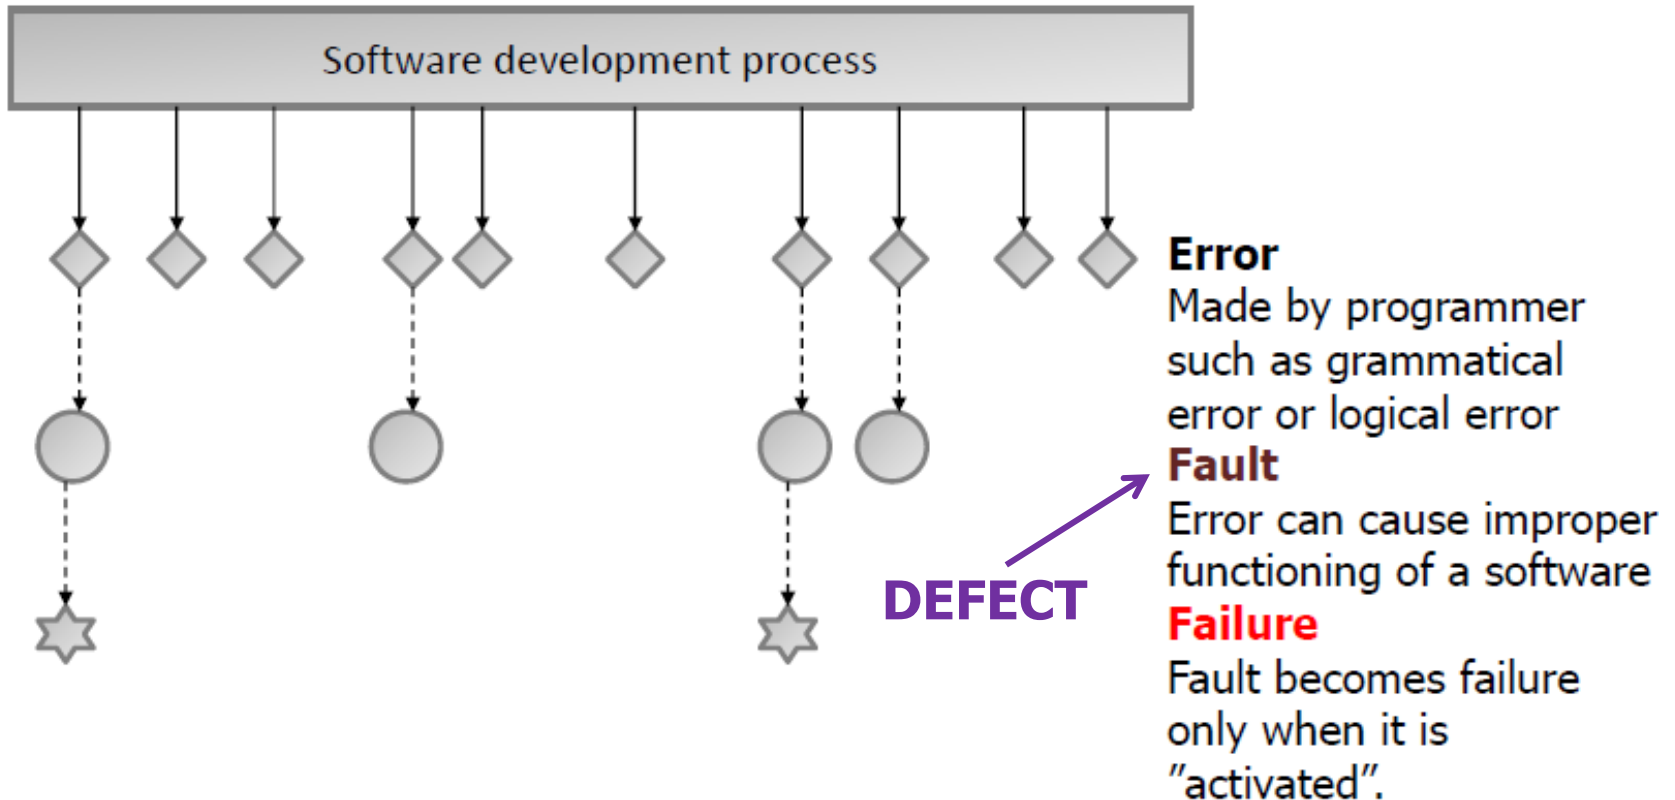 Software development process
Error
Made by programmer
such as grammatical
error or logical error
Fault
Error can cause improper
functioning of a software
DEFECT
Failure
Fault becomes failure
only when it is
”activated”.